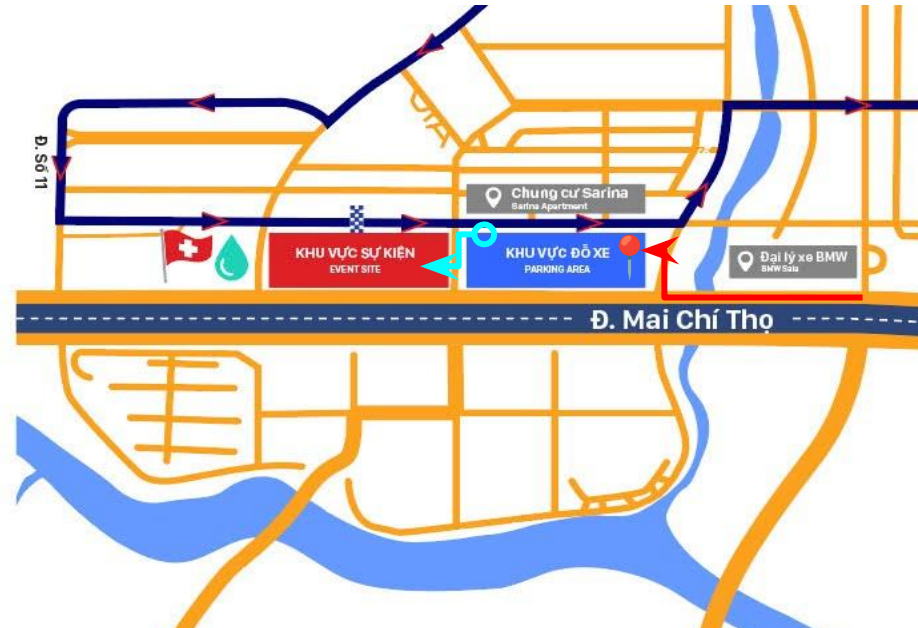 Đ. Số 11
Chung cư Sarina
Sarina Apartment
KHU VỰC SỰ KIỆN
EVENT SITE
KHU VỰC ĐỖ XE
PARKING AREA
Đại lý xe BMW
BMW Sala
Đ. Mai Chí Thọ